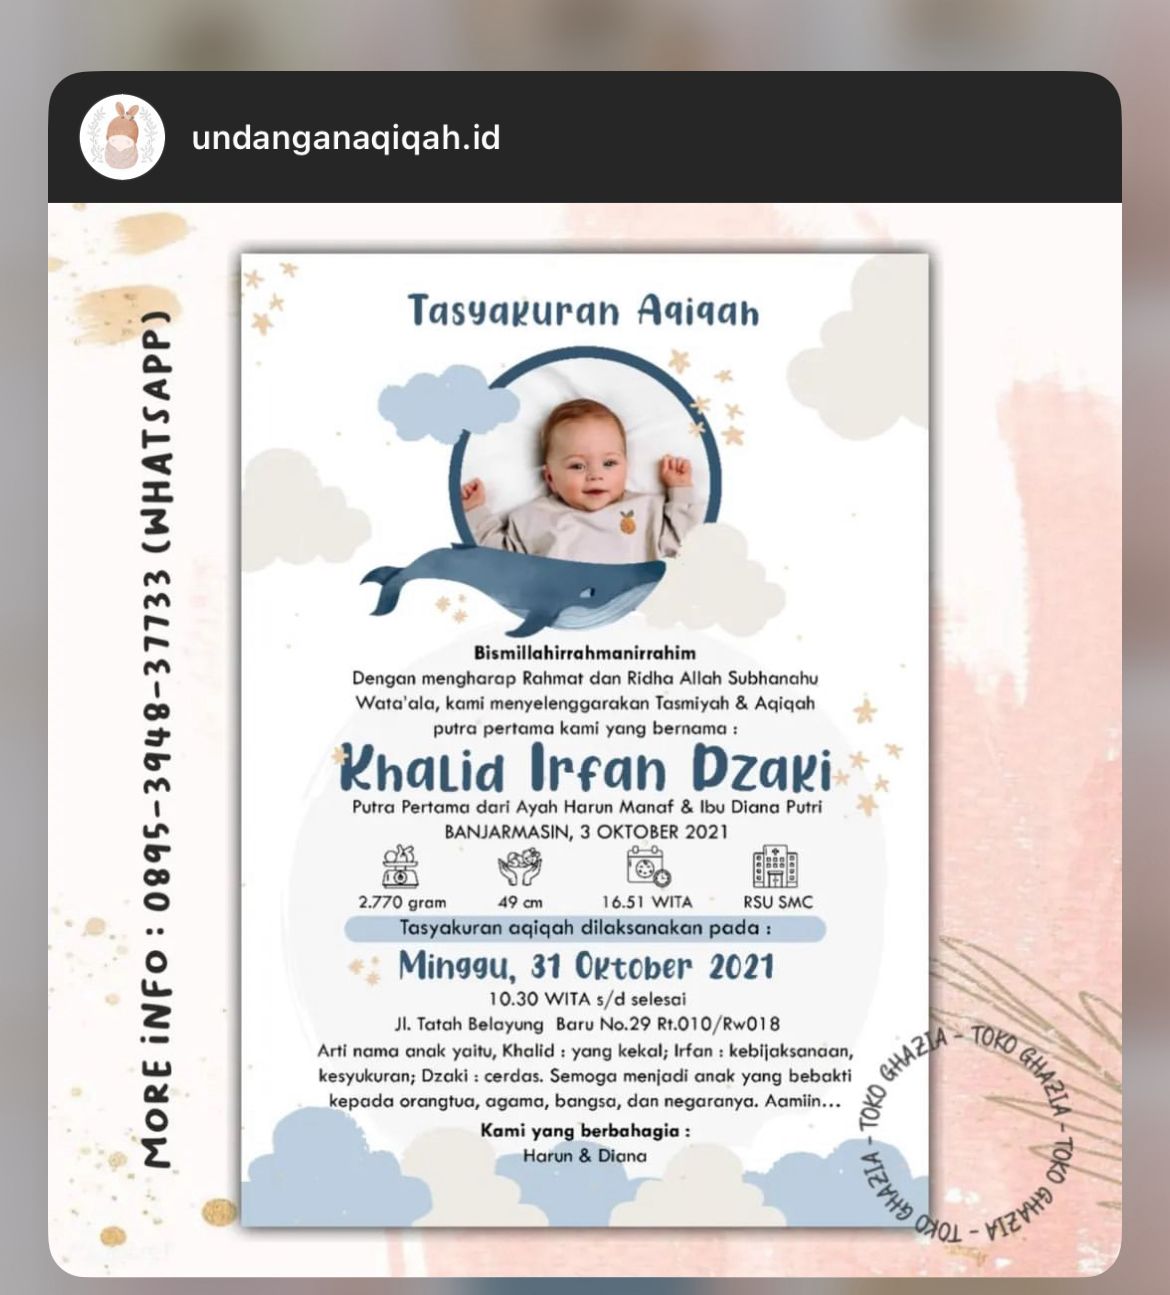 undanganaqiqah.id
MORE iNFO : 0895-3948-37733 (WHATSAPP)
Tasyakuran Aqiqah
Bismillahirrahmanirrahim
Dengan mengharap Rahmat dan Ridha Allah Subhanahu
Wata'ala, kami menyelenggarakan Tasmiyah & Aqiqah
putra pertama kami yang bernama :
Khalid Irfan Dzaki
Putra Pertama dari Ayah Harun Manaf & Ibu Diana Putri
BANJARMASIN, 3 OKTOBER 2021
2.770 gram 49 cm 16.51 WITA RSU SMC
Tasyakuran aqiqah dilaksanakan pada :
Minggu, 31 Oktober 2021
10.30 WITA s/d selesai
Jl. Tatah Belayung Baru No.29 Rt.010/Rw018
Arti nama anak yaitu, Khalid : yang kekal; Irfan : kebijaksanaan,
kesyukuran; Dzaki : cerdas. Semoga menjadi anak yang bebakti
kepada orangtua, agama, bangsa, dan negaranya. Aamiin...
Kami yang berbahagia :
Harun & Diana
TOKO GHAZIA - TOKO GHAZIA - TOKO GHAZIA - TOKO GHAZIA -